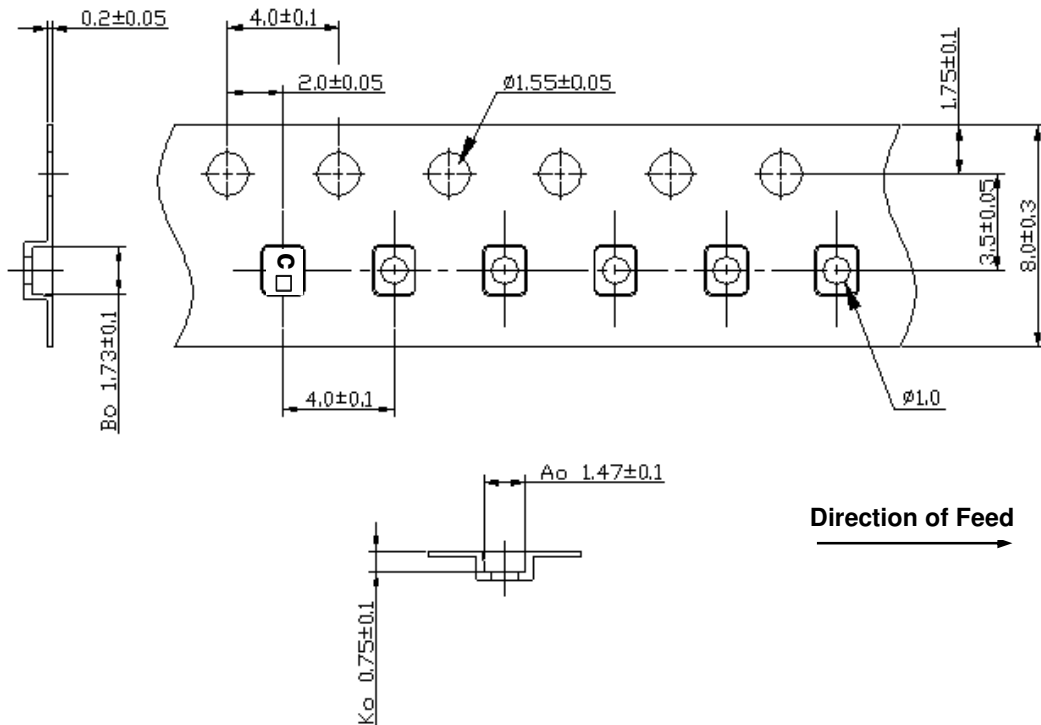 0.2±0.05
4.0±0.1
2.0±0.05
ø1.55±0.05
1.75±0.1
3.5±0.05
8.0±0.3
C
Bo 1.73±0.1
4.0±0.1
ø1.0
Ao 1.47±0.1
Direction of Feed
Ko 0.75±0.1